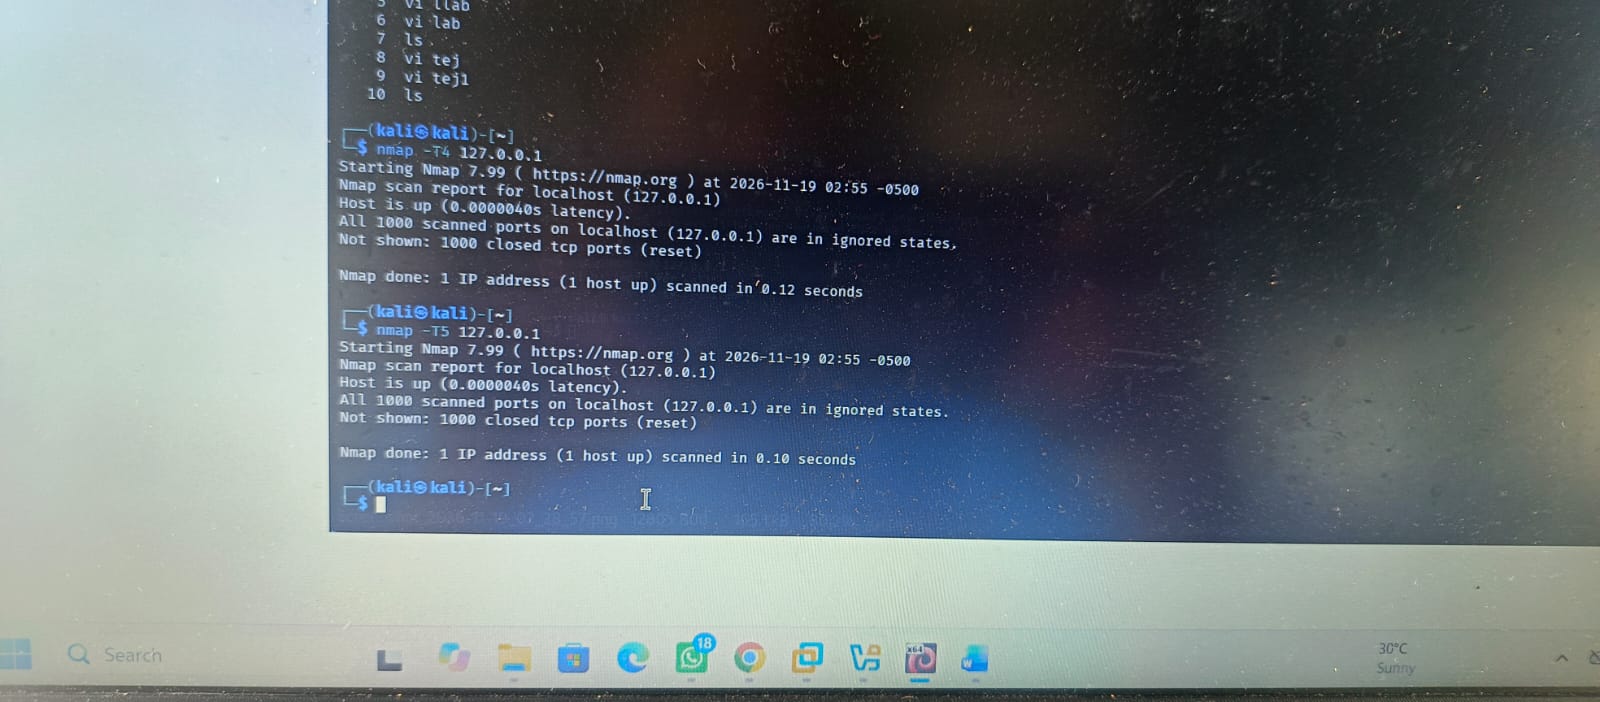 5 vi llab
6 vi lab
7 ls
8 vi tej
9 vi tej1
10 ls
┌──(kali㉿kali)-[~]
└─$ nmap -T4 127.0.0.1
Starting Nmap 7.99 ( https://nmap.org ) at 2026-11-19 02:55 -0500
Nmap scan report for localhost (127.0.0.1)
Host is up (0.0000040s latency).
All 1000 scanned ports on localhost (127.0.0.1) are in ignored states.
Not shown: 1000 closed tcp ports (reset)
Nmap done: 1 IP address (1 host up) scanned in 0.12 seconds
┌──(kali㉿kali)-[~]
└─$ nmap -T5 127.0.0.1
Starting Nmap 7.99 ( https://nmap.org ) at 2026-11-19 02:55 -0500
Nmap scan report for localhost (127.0.0.1)
Host is up (0.0000040s latency).
All 1000 scanned ports on localhost (127.0.0.1) are in ignored states.
Not shown: 1000 closed tcp ports (reset)
Nmap done: 1 IP address (1 host up) scanned in 0.10 seconds
┌──(kali㉿kali)-[~]
└─$
Search
18
x64
W
30°C
Sunny